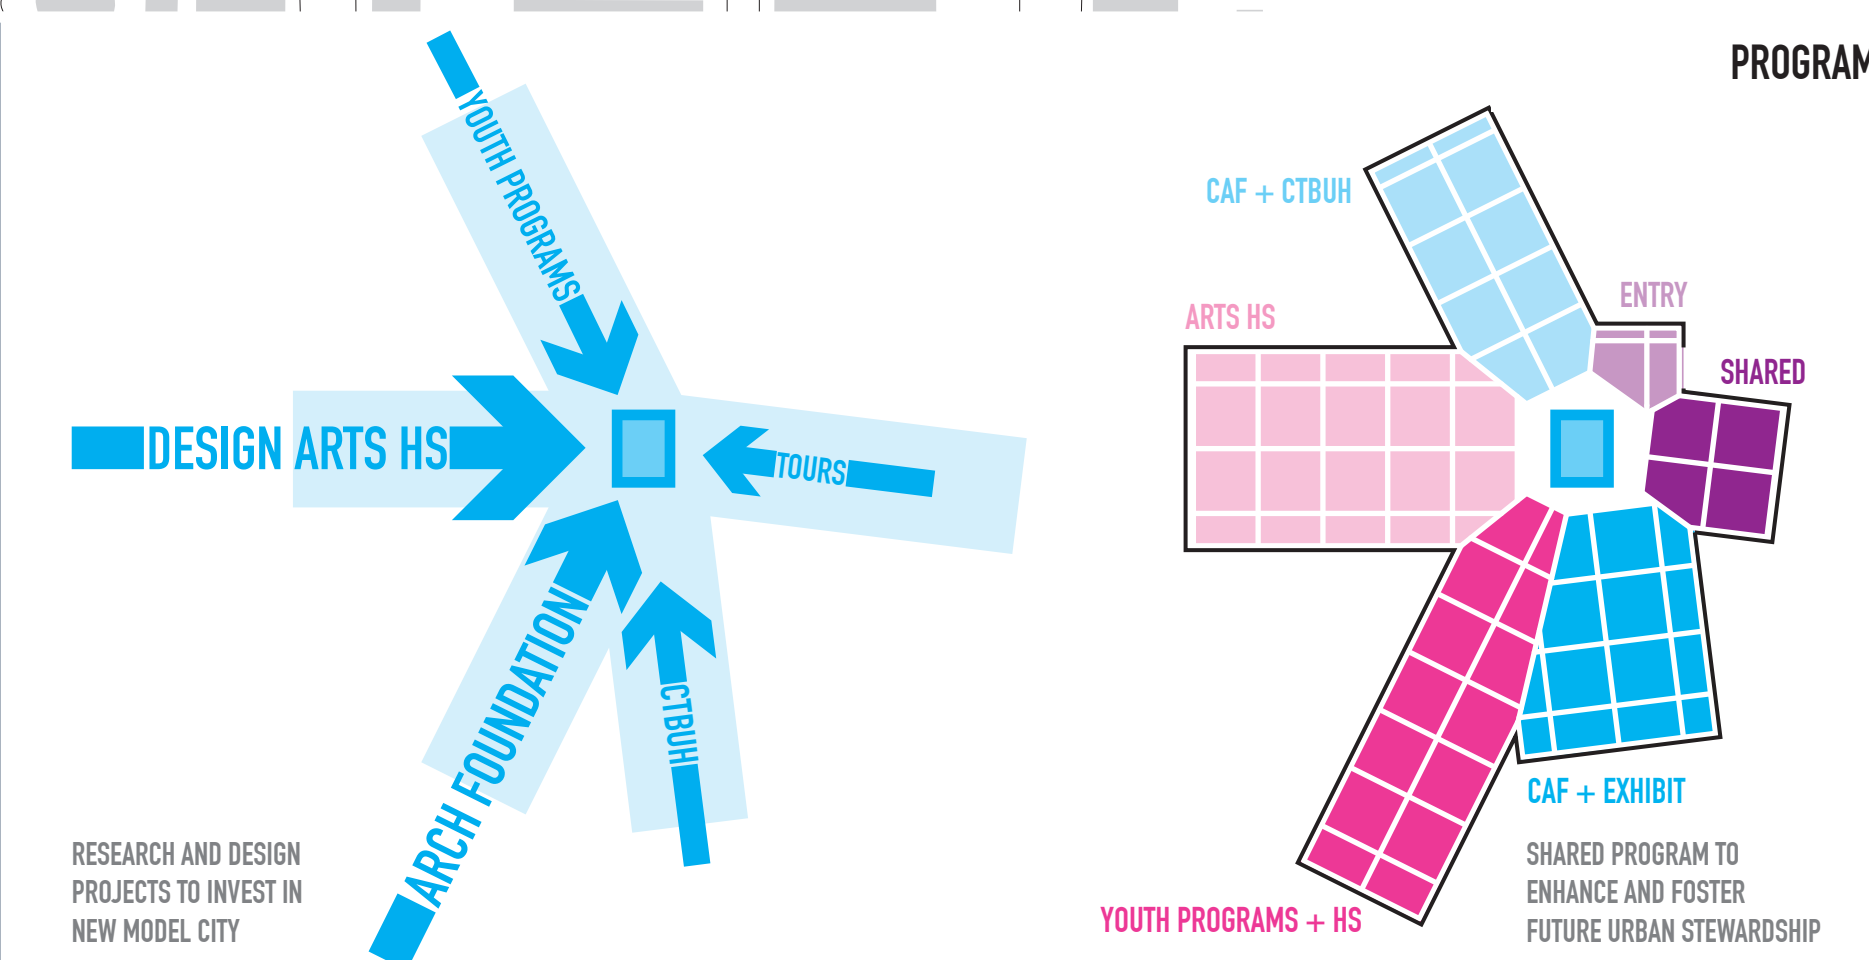 PROGRAM
YOUTH PROGRAMS
DESIGN ARTS HS
TOURS
ARCH FOUNDATION
CTBUH
RESEARCH AND DESIGN
PROJECTS TO INVEST IN
NEW MODEL CITY
CAF + CTBUH
ENTRY
ARTS HS
SHARED
CAF + EXHIBIT
YOUTH PROGRAMS + HS
SHARED PROGRAM TO
ENHANCE AND FOSTER
FUTURE URBAN STEWARDSHIP